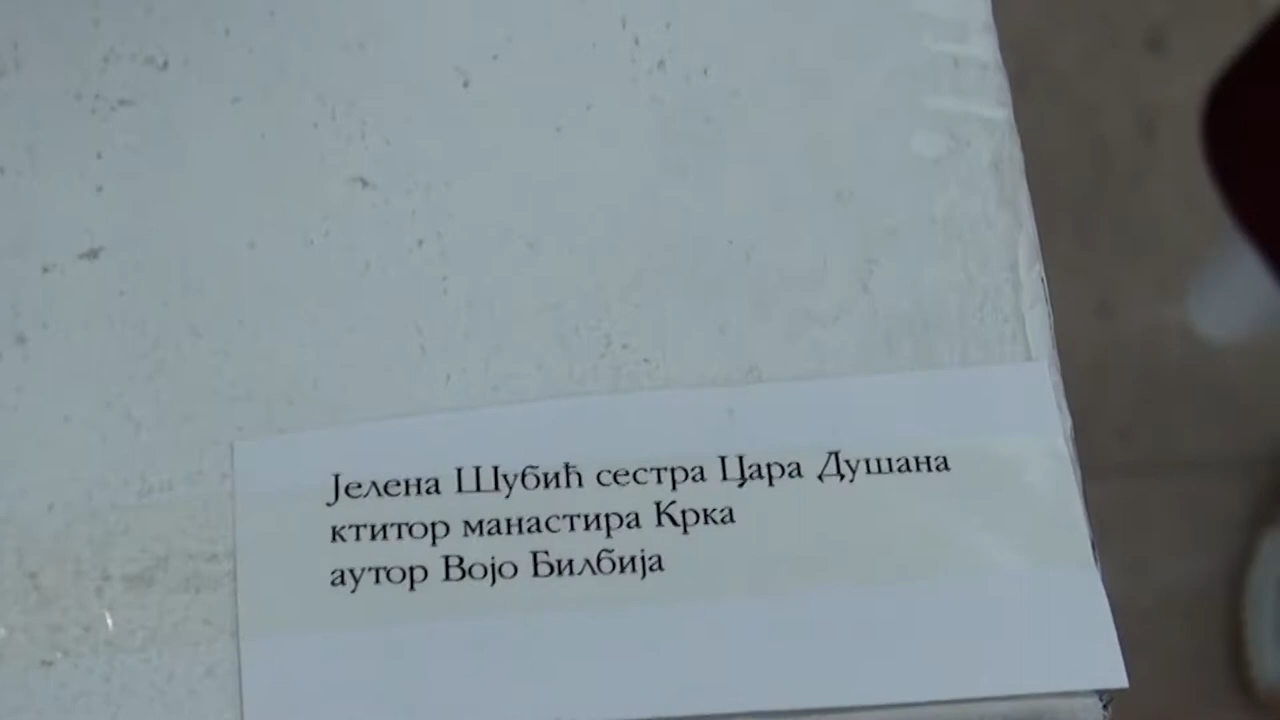 Јелена Шубић сестра Цара Душана
ктитор манастира Крка
аутор Војо Билбија